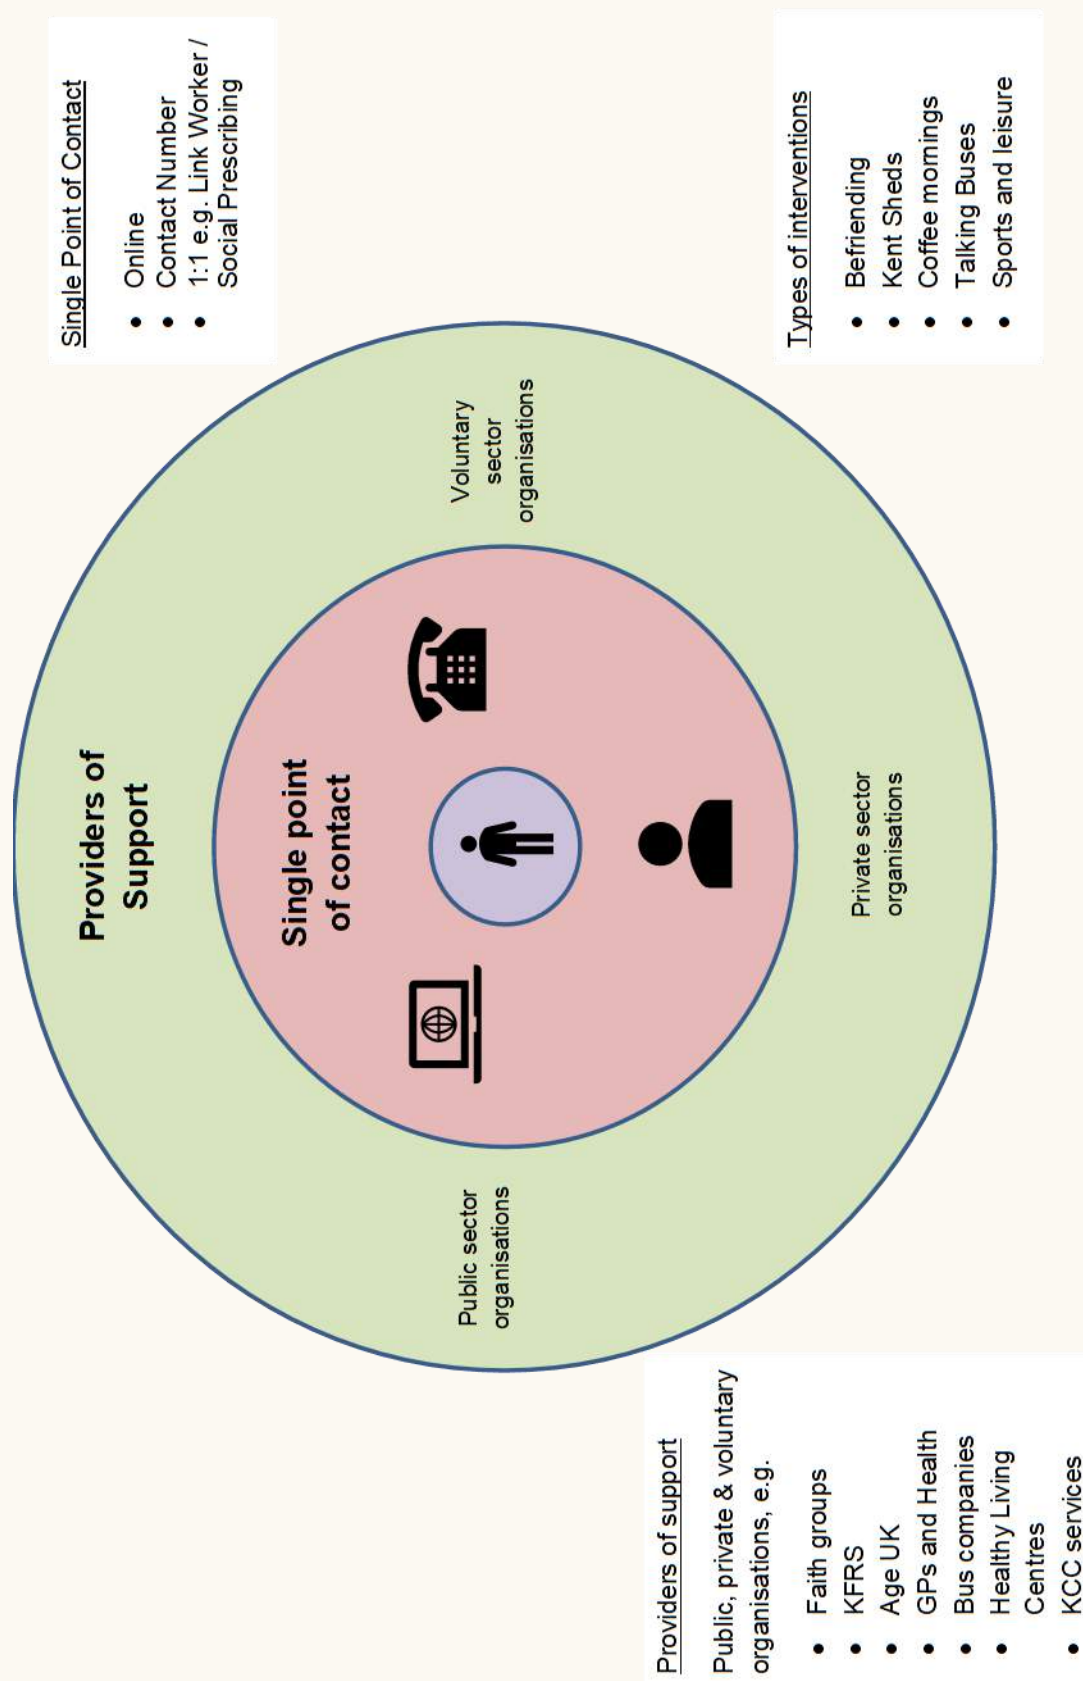 Single Point of Contact
• Online
• Contact Number
• 1:1 e.g. Link Worker /
Social Prescribing
Providers of
Support
Single point
of contact
Public sector
organisations
Voluntary
sector
organisations
Private sector
organisations
Providers of support
Public, private & voluntary
organisations, e.g.
• Faith groups
• KFRS
• Age UK
• GPs and Health
• Bus companies
• Healthy Living
Centres
• KCC services
Types of interventions
• Befriending
• Kent Sheds
• Coffee mornings
• Talking Buses
• Sports and leisure